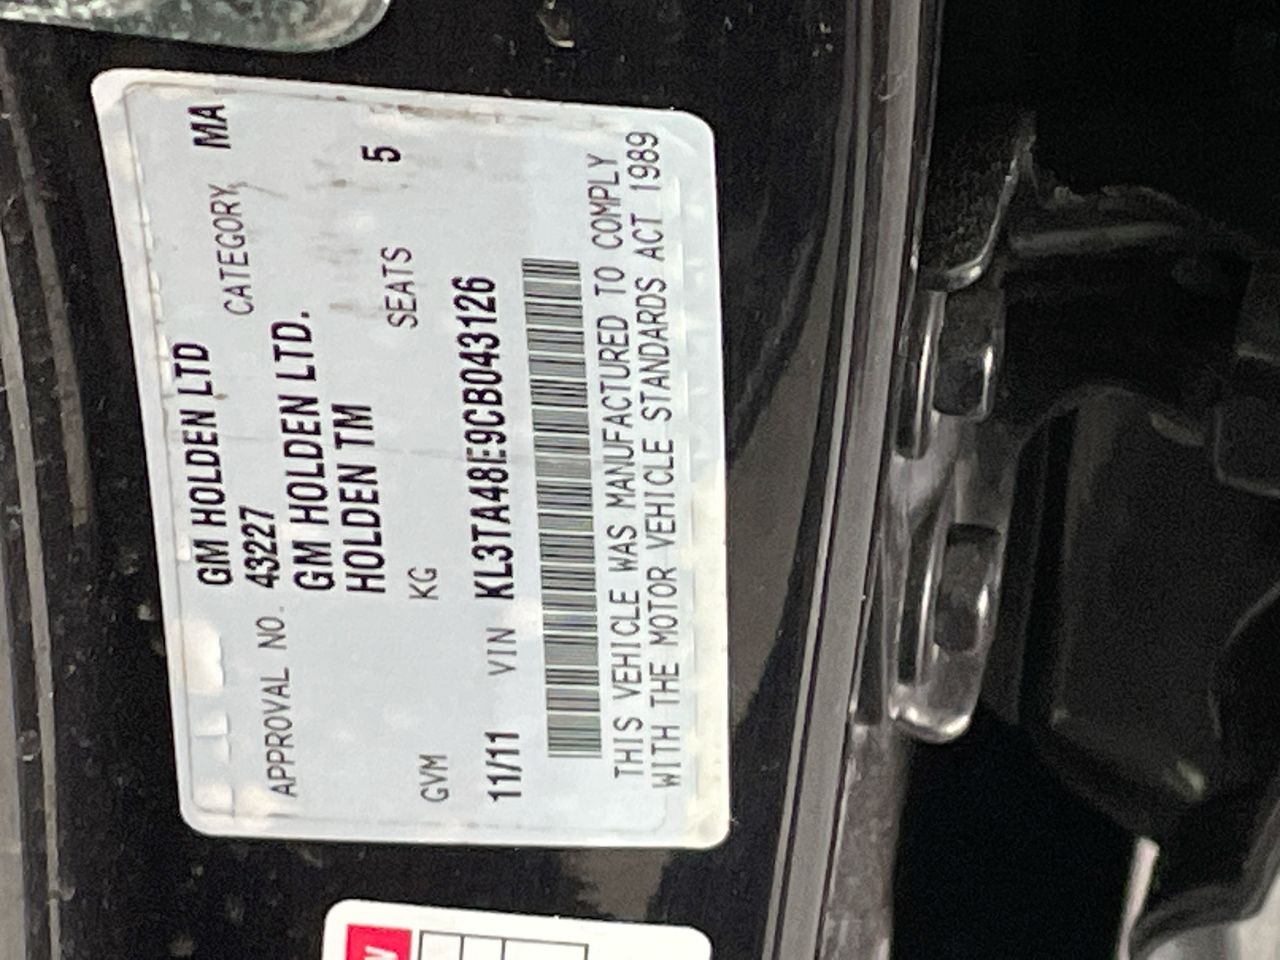 GM HOLDEN LTD
APPROVAL NO. 43227 CATEGORY MA
GM HOLDEN LTD.
HOLDEN TM 5
GVM KG SEATS
11/11 VIN KL3TA48E9CB043126
THIS VEHICLE WAS MANUFACTURED TO COMPLY
WITH THE MOTOR VEHICLE STANDARDS ACT 1989